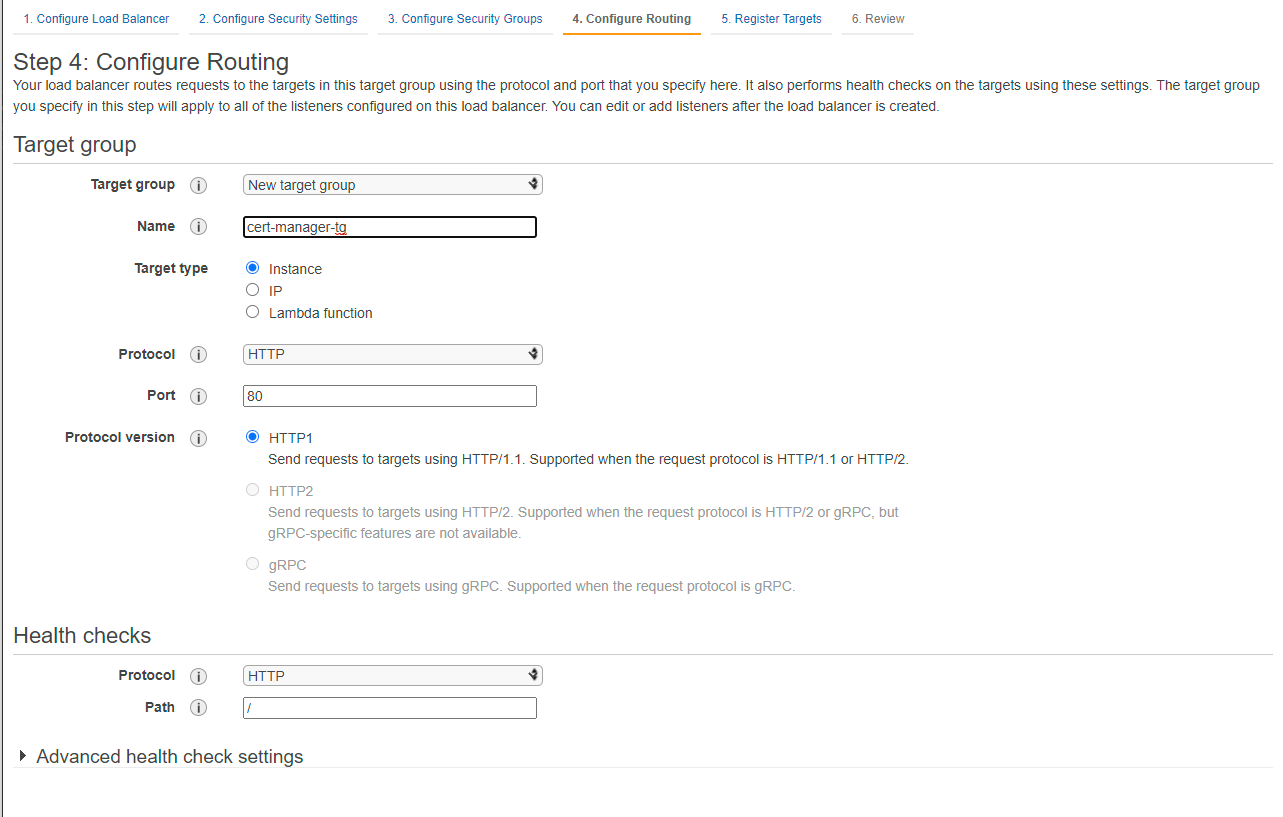 1. Configure Load Balancer 2. Configure Security Settings 3. Configure Security Groups 4. Configure Routing 5. Register Targets 6. Review
Step 4: Configure Routing
Your load balancer routes requests to the targets in this target group using the protocol and port that you specify here. It also performs health checks on the targets using these settings. The target group
you specify in this step will apply to all of the listeners configured on this load balancer. You can edit or add listeners after the load balancer is created.
Target group
Target group i New target group
Name i cert-manager-tg
Target type Instance
IP
Lambda function
Protocol i HTTP
Port i 80
Protocol version i HTTP1
Send requests to targets using HTTP/1.1. Supported when the request protocol is HTTP/1.1 or HTTP/2.
HTTP2
Send requests to targets using HTTP/2. Supported when the request protocol is HTTP/2 or gRPC, but
gRPC-specific features are not available.
gRPC
Send requests to targets using gRPC. Supported when the request protocol is gRPC.
Health checks
Protocol i HTTP
Path i /
Advanced health check settings